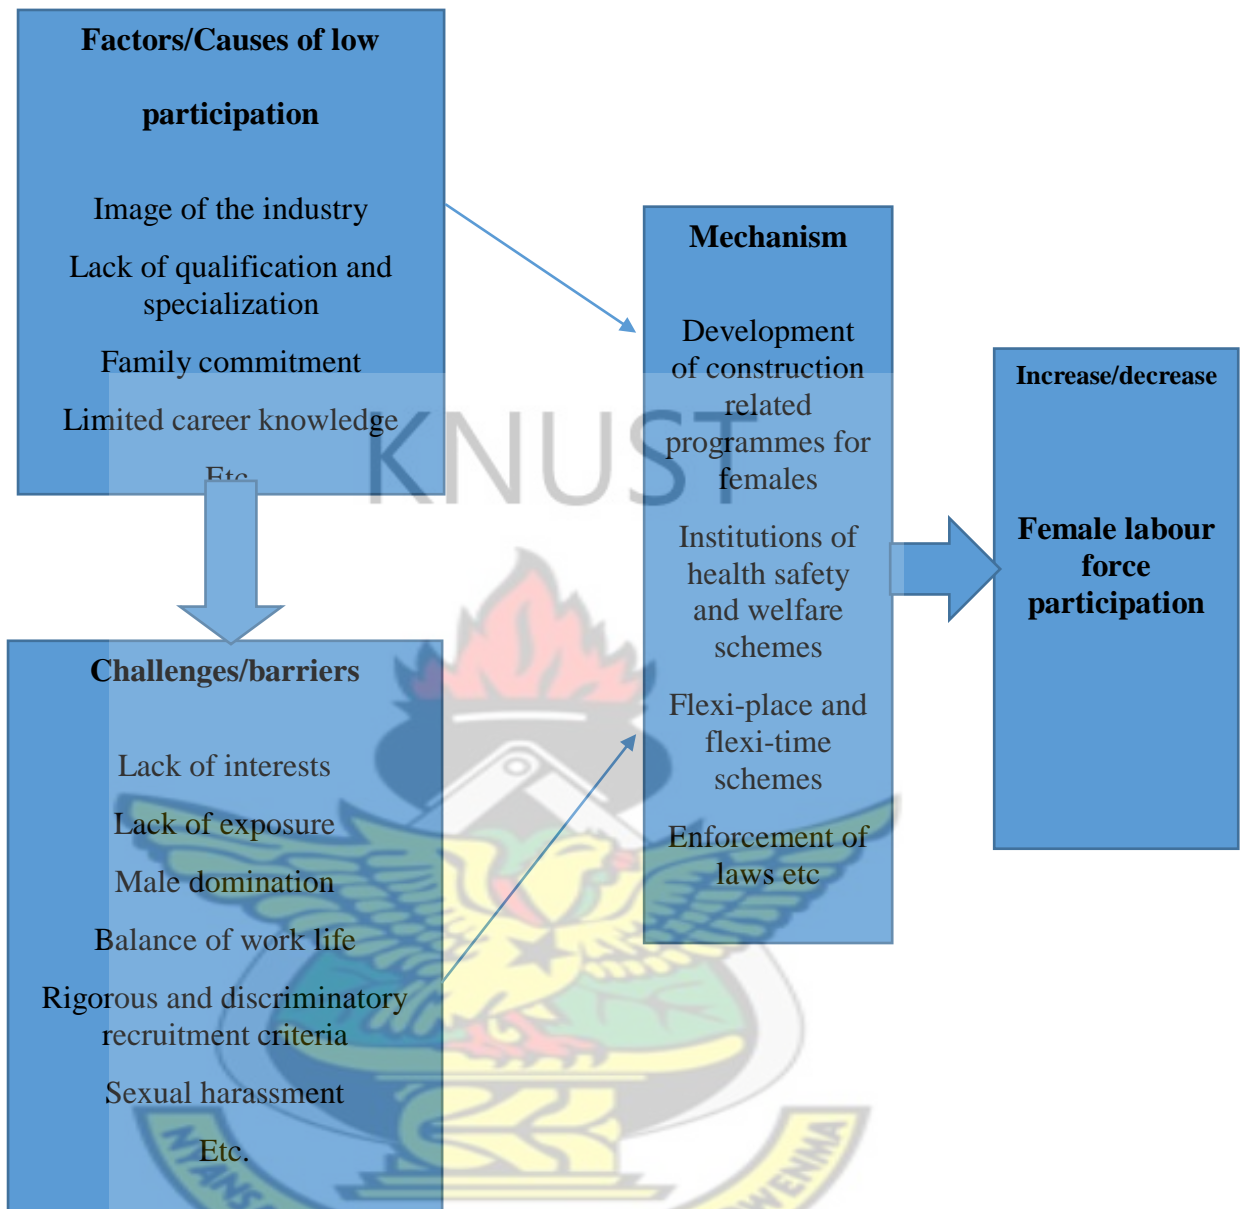 Factors/Causes of low
participation
Image of the industry
Lack of qualification and
specialization
Family commitment
Limited career knowledge
Etc
Challenges/barriers
Lack of interests
Lack of exposure
Male domination
Balance of work life
Rigorous and discriminatory
recruitment criteria
Sexual harassment
Etc.
Mechanism
Development
of construction
related
programmes for
females
Institutions of
health safety
and welfare
schemes
Flexi-place and
flexi-time
schemes
Enforcement of
laws etc
Increase/decrease
Female labour
force
participation
KNUST